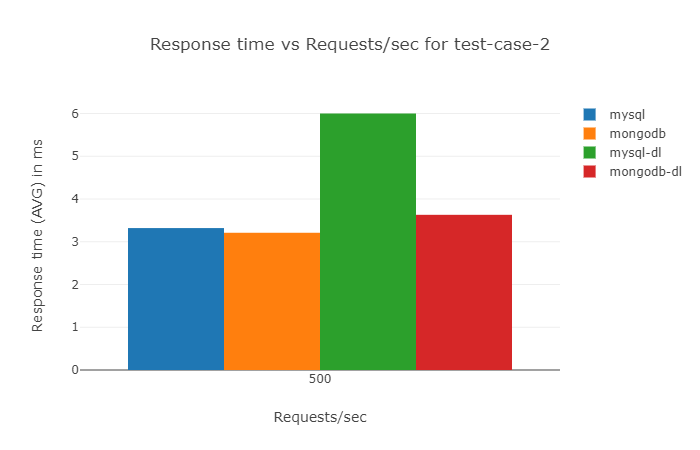 Response time vs Requests/sec for test-case-2
Response time (AVG) in ms
6
5
4
3
2
1
0
500
Requests/sec
mysql
mongodb
mysql-dl
mongodb-dl